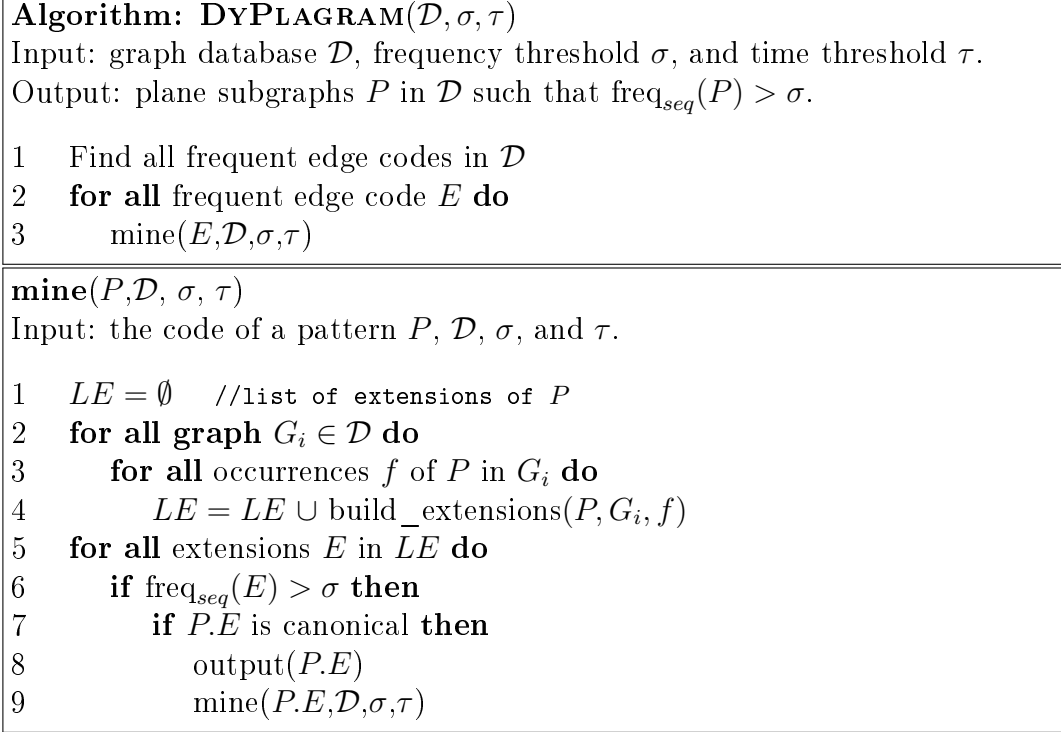 Algorithm: DYPLAGRAM(𝒟, σ, τ)
Input: graph database 𝒟, frequency threshold σ, and time threshold τ.
Output: plane subgraphs P in 𝒟 such that freq_seq(P) > σ.
1 Find all frequent edge codes in 𝒟
2 for all frequent edge code E do
3 mine(E,𝒟,σ,τ)
mine(P,𝒟, σ, τ)
Input: the code of a pattern P, 𝒟, σ, and τ.
1 LE = ∅ //list of extensions of P
2 for all graph G_i ∈ 𝒟 do
3 for all occurrences f of P in G_i do
4 LE = LE ∪ build_extensions(P, G_i, f)
5 for all extensions E in LE do
6 if freq_seq(E) > σ then
7 if P.E is canonical then
8 output(P.E)
9 mine(P.E,𝒟,σ,τ)